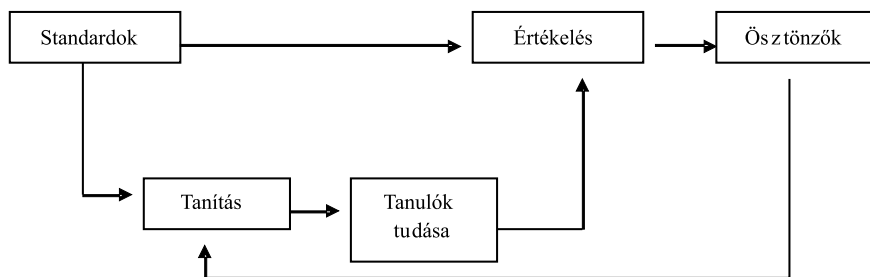 Standardok
Értékelés
Ösztönzők
Tanítás
Tanulók
tudása